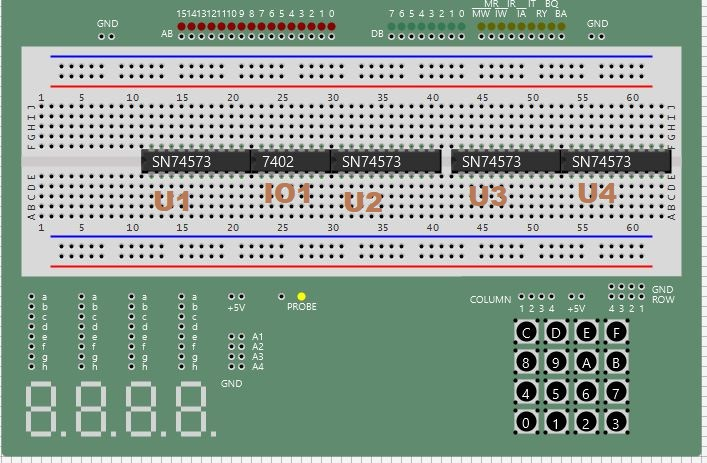 MR IR IT BQ
GND 15 14 13 12 11 10 9 8 7 6 5 4 3 2 1 0 7 6 5 4 3 2 1 0 MW IW IA RY BA GND
AB DB
1 5 10 15 20 25 30 35 40 45 50 55 60
F G H I J F G H I J
SN74573 7402 SN74573 SN74573 SN74573
U1 IO1 U2 U3 U4
A B C D E A B C D E
1 5 10 15 20 25 30 35 40 45 50 55 60
a a a a GND
b b b b COLUMN ROW
c c c c +5V PROBE 1 2 3 4 +5V 4 3 2 1
d d d d
e e e e A1 C D E F
f f f f A2
g g g g A3 8 9 A B
h h h h A4
GND
4 5 6 7
8. 8. 8. 8.
0 1 2 3